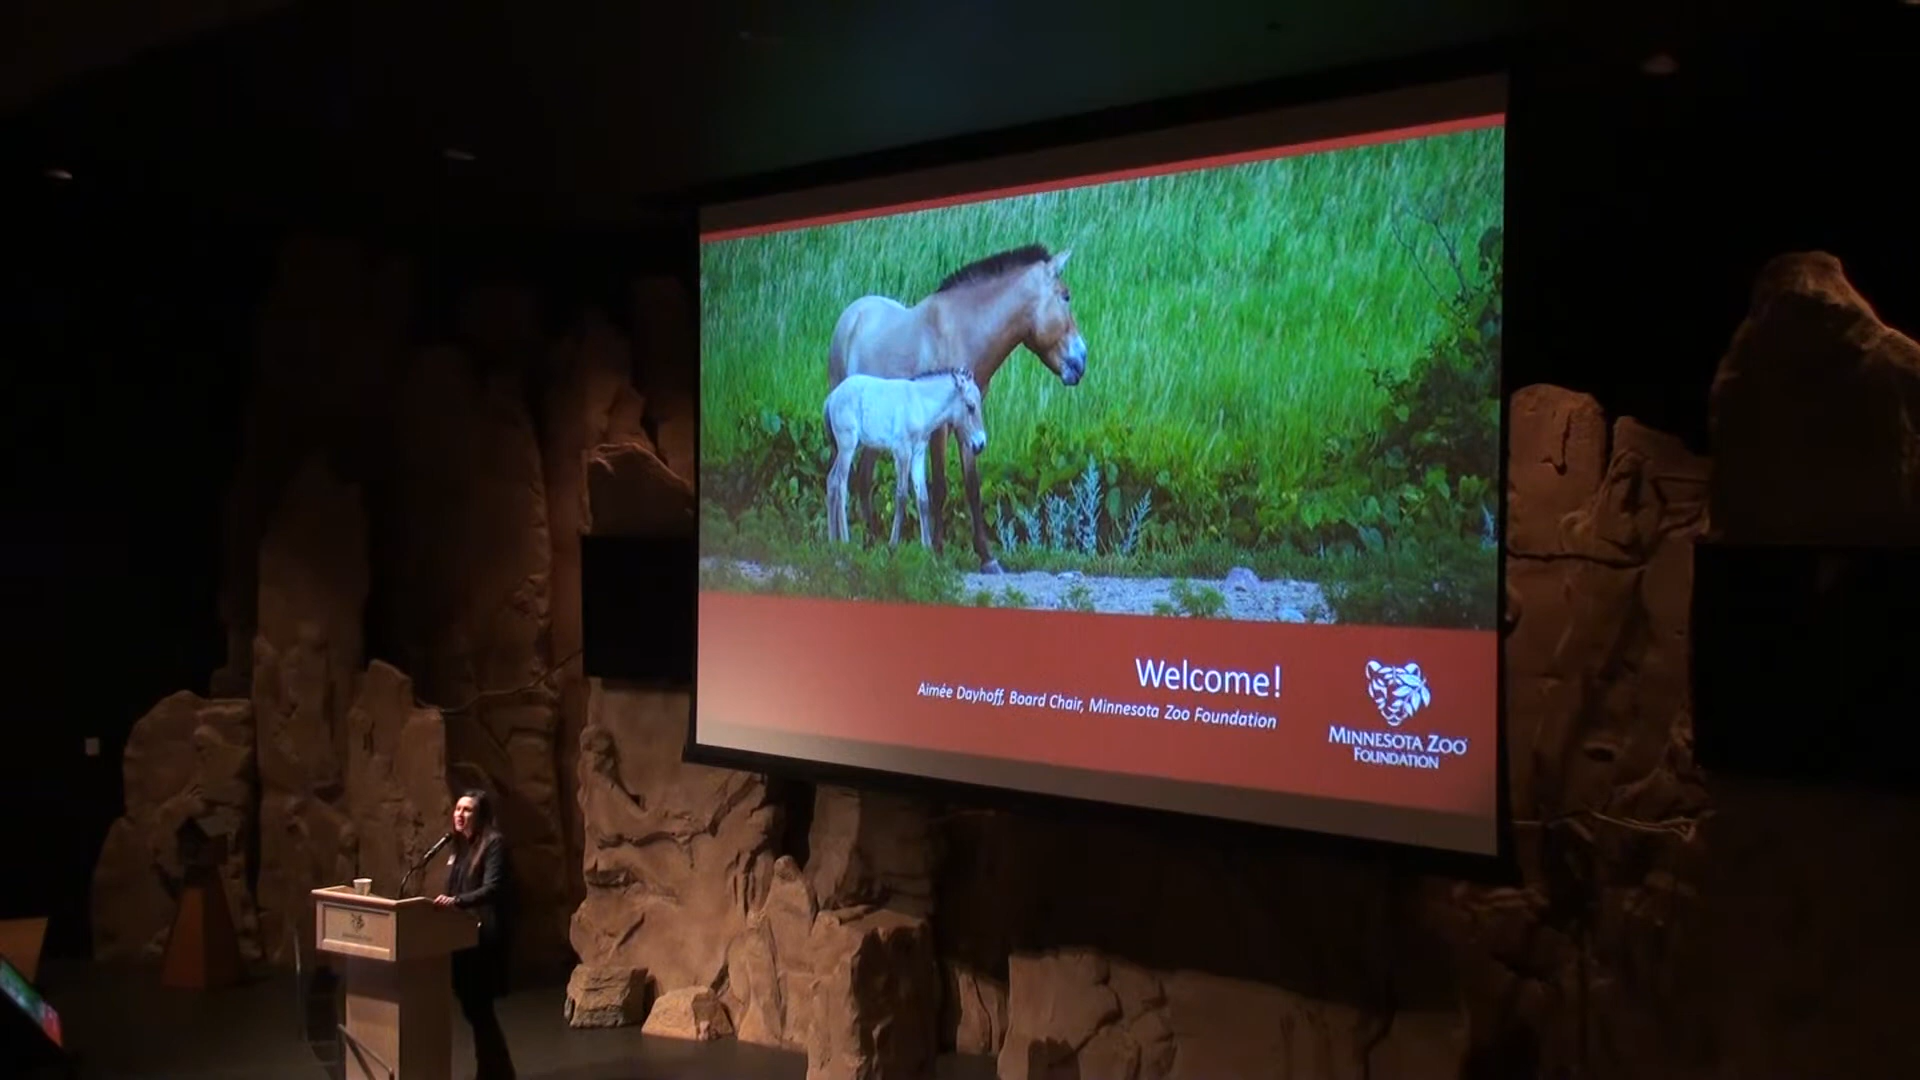 Welcome!
Aimée Dayhoff, Board Chair, Minnesota Zoo Foundation
MINNESOTA ZOO
FOUNDATION